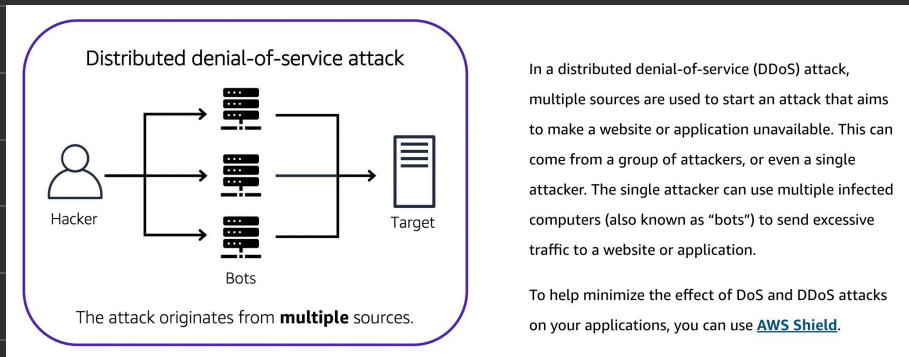 Distributed denial-of-service attack
Hacker
Bots
Target
The attack originates from multiple sources.
In a distributed denial-of-service (DDoS) attack,
multiple sources are used to start an attack that aims
to make a website or application unavailable. This can
come from a group of attackers, or even a single
attacker. The single attacker can use multiple infected
computers (also known as “bots”) to send excessive
traffic to a website or application.
To help minimize the effect of DoS and DDoS attacks
on your applications, you can use AWS Shield.